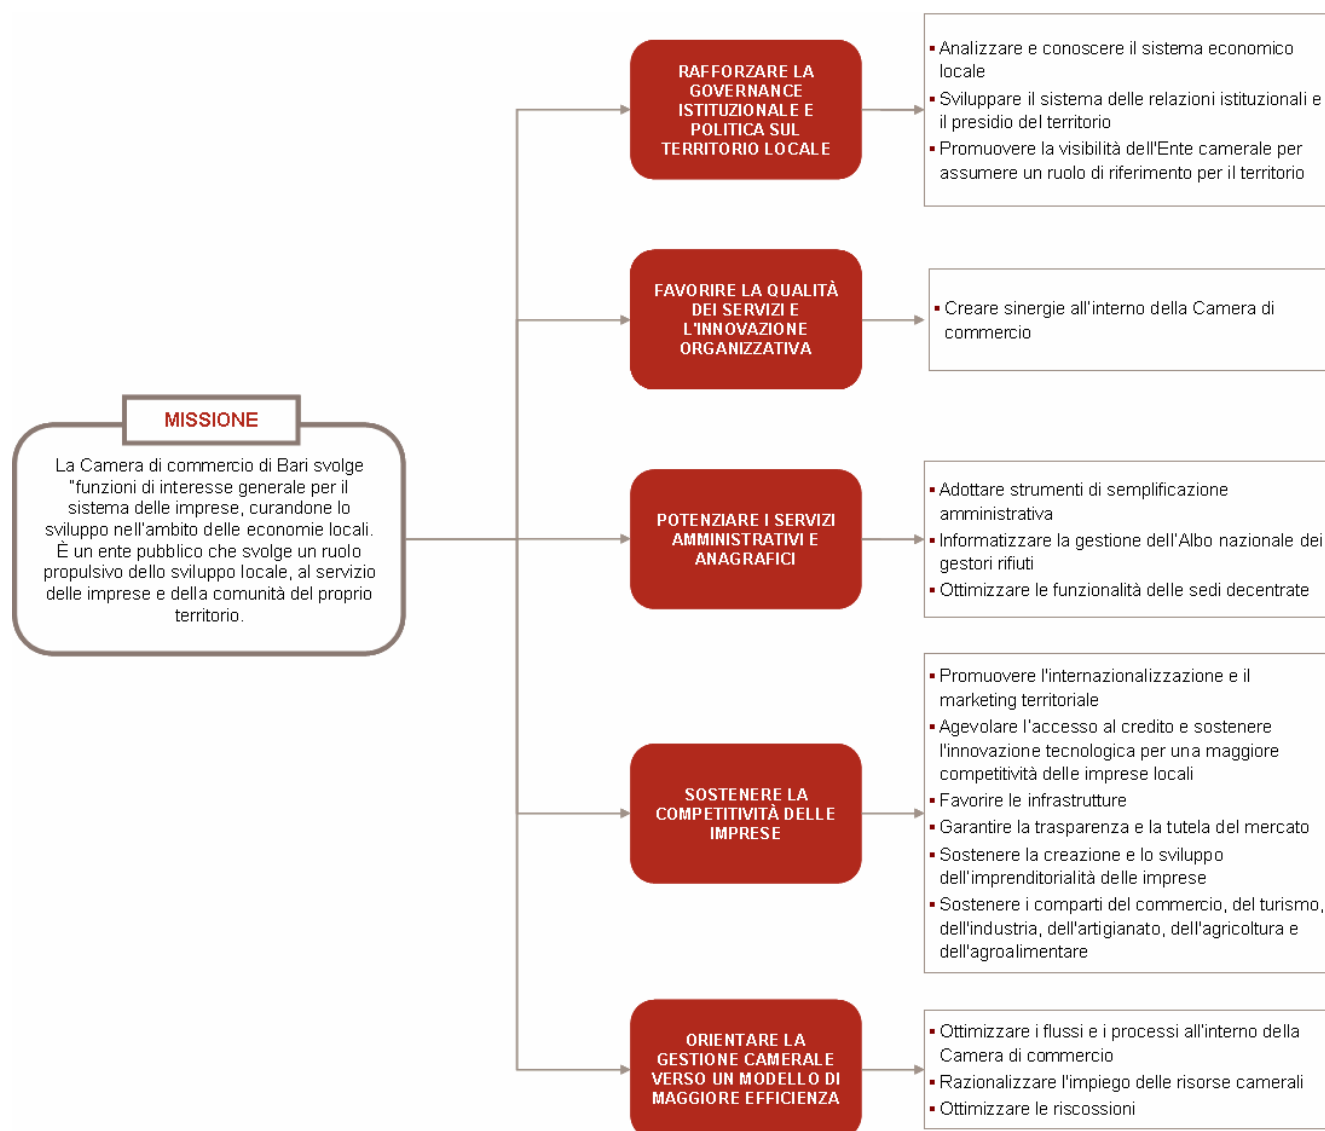 MISSIONE
La Camera di commercio di Bari svolge
"funzioni di interesse generale per il
sistema delle imprese, curandone lo
sviluppo nell'ambito delle economie locali.
È un ente pubblico che svolge un ruolo
propulsivo dello sviluppo locale, al servizio
delle imprese e della comunità del proprio
territorio.
RAFFORZARE LA
GOVERNANCE
ISTITUZIONALE E
POLITICA SUL
TERRITORIO LOCALE
▪ Analizzare e conoscere il sistema economico
locale
▪ Sviluppare il sistema delle relazioni istituzionali e
il presidio del territorio
▪ Promuovere la visibilità dell'Ente camerale per
assumere un ruolo di riferimento per il territorio
FAVORIRE LA QUALITÀ
DEI SERVIZI E
L'INNOVAZIONE
ORGANIZZATIVA
▪ Creare sinergie all'interno della Camera di
commercio
POTENZIARE I SERVIZI
AMMINISTRATIVI E
ANAGRAFICI
▪ Adottare strumenti di semplificazione
amministrativa
▪ Informatizzare la gestione dell'Albo nazionale dei
gestori rifiuti
▪ Ottimizzare le funzionalità delle sedi decentrate
SOSTENERE LA
COMPETITIVITÀ DELLE
IMPRESE
▪ Promuovere l'internazionalizzazione e il
marketing territoriale
▪ Agevolare l'accesso al credito e sostenere
l'innovazione tecnologica per una maggiore
competitività delle imprese locali
▪ Favorire le infrastrutture
▪ Garantire la trasparenza e la tutela del mercato
▪ Sostenere la creazione e lo sviluppo
dell'imprenditorialità delle imprese
▪ Sostenere i comparti del commercio, del turismo,
dell'industria, dell'artigianato, dell'agricoltura e
dell'agroalimentare
ORIENTARE LA
GESTIONE CAMERALE
VERSO UN MODELLO DI
MAGGIORE EFFICIENZA
▪ Ottimizzare i flussi e i processi all'interno della
Camera di commercio
▪ Razionalizzare l'impiego delle risorse camerali
▪ Ottimizzare le riscossioni